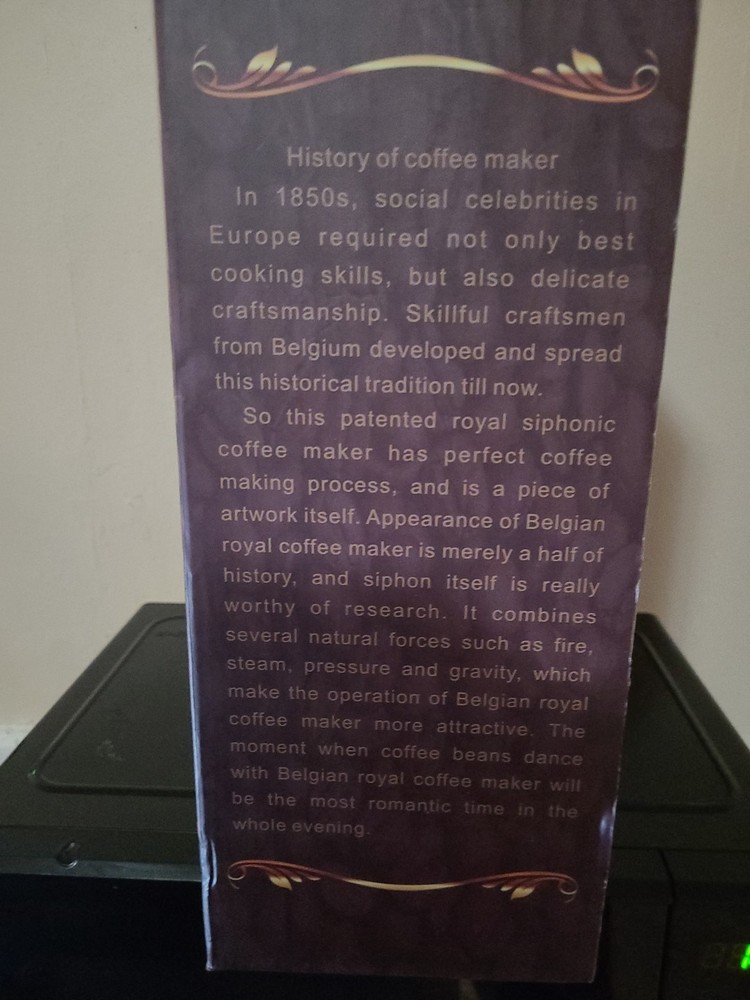 History of coffee maker
In 1850s, social celebrities in
Europe required not only best
cooking skills, but also delicate
craftsmanship. Skillful craftsmen
from Belgium developed and spread
this historical tradition till now.
So this patented royal siphonic
coffee maker has perfect coffee
making process, and is a piece of
artwork itself. Appearance of Belgian
royal coffee maker is merely a half of
history, and siphon itself is really
worthy of research. It combines
several natural forces such as fire,
steam, pressure and gravity, which
make the operation of Belgian royal
coffee maker more attractive. The
moment when coffee beans dance
with Belgian royal coffee maker will
be the most romantic time in the
whole evening.